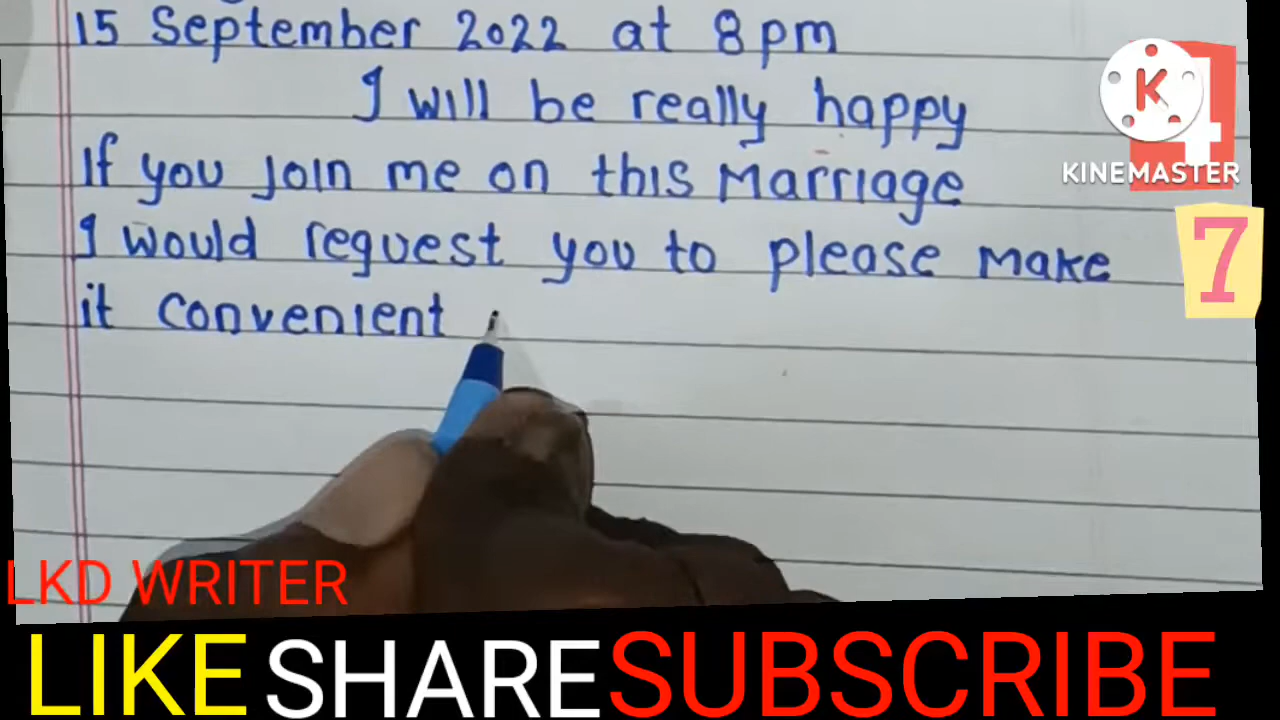 15 September 2022 at 8pm
I will be really happy
If you Join me on this Marriage
I would request you to please make
it convenient
KINEMASTER
K
7
LKD WRITER
LIKE SHARE SUBSCRIBE